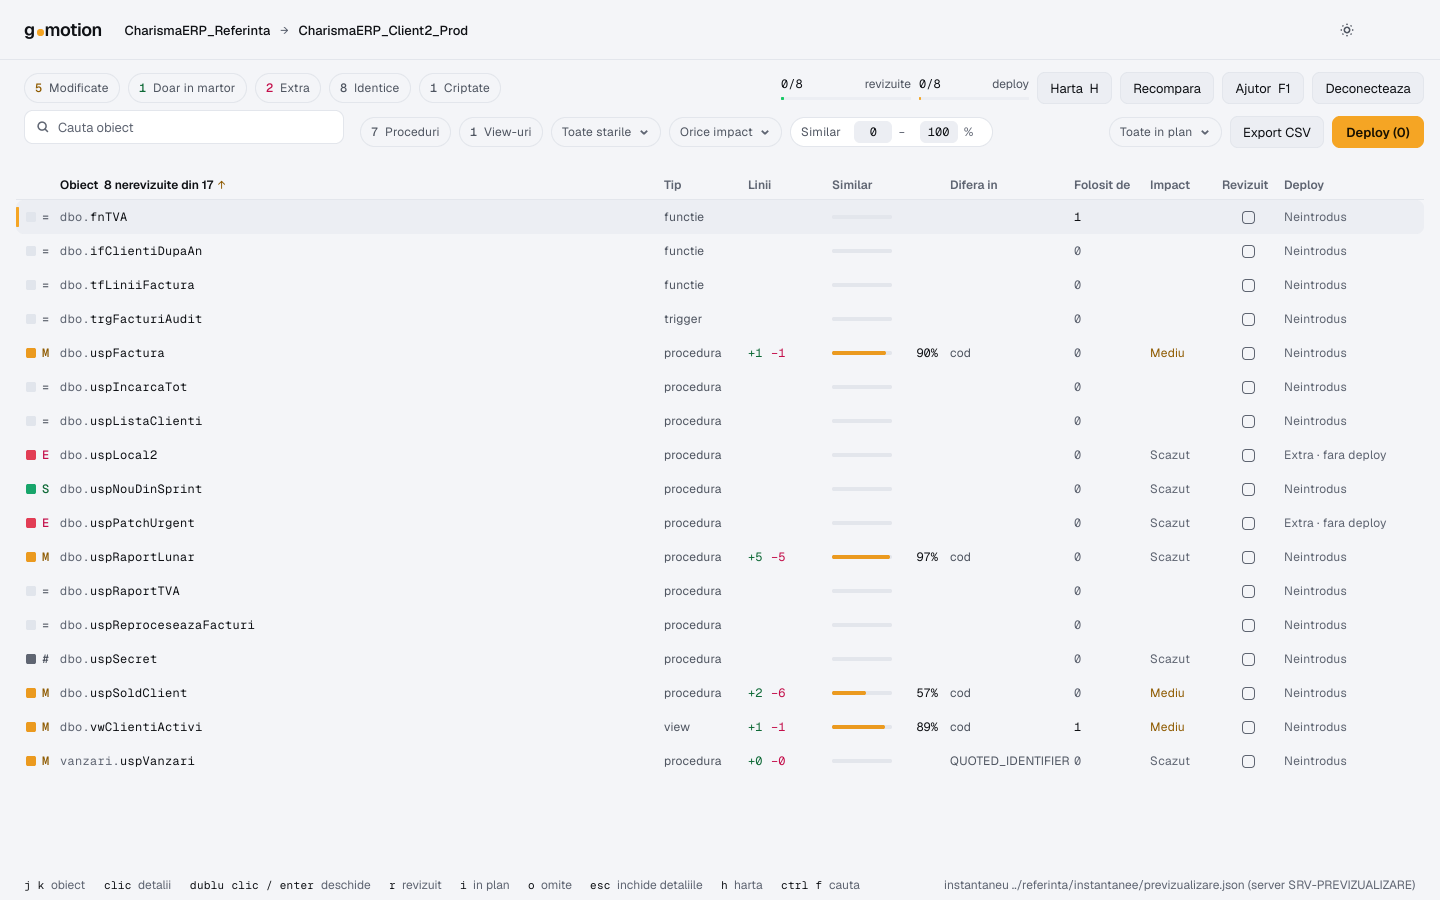 gmotion CharismaERP_Referinta → CharismaERP_Client2_Prod
5 Modificate 1 Doar in martor 2 Extra 8 Identice 1 Criptate 0/8 revizuite 0/8 deploy Harta H Recompara Ajutor F1 Deconecteaza
Cauta obiect 7 Proceduri 1 View-uri Toate starile Orice impact Similar 0 – 100 % Toate in plan Export CSV Deploy (0)
Obiect 8 nerevizuite din 17 ↑ Tip Linii Similar Difera in Folosit de Impact Revizuit Deploy
= dbo.fnTVA functie 1 Neintrodus
= dbo.ifClientiDupaAn functie 0 Neintrodus
= dbo.tfLiniiFactura functie 0 Neintrodus
= dbo.trgFacturiAudit trigger 0 Neintrodus
M dbo.uspFactura procedura +1 −1 90% cod 0 Mediu Neintrodus
= dbo.uspIncarcaTot procedura 0 Neintrodus
= dbo.uspListaClienti procedura 0 Neintrodus
E dbo.uspLocal2 procedura 0 Scazut Extra · fara deploy
S dbo.uspNouDinSprint procedura 0 Scazut Neintrodus
E dbo.uspPatchUrgent procedura 0 Scazut Extra · fara deploy
M dbo.uspRaportLunar procedura +5 −5 97% cod 0 Scazut Neintrodus
= dbo.uspRaportTVA procedura 0 Neintrodus
= dbo.uspReproceseazaFacturi procedura 0 Neintrodus
# dbo.uspSecret procedura 0 Scazut Neintrodus
M dbo.uspSoldClient procedura +2 −6 57% cod 0 Mediu Neintrodus
M dbo.vwClientiActivi view +1 −1 89% cod 1 Mediu Neintrodus
M vanzari.uspVanzari procedura +0 −0 QUOTED_IDENTIFIER 0 Scazut Neintrodus
j k obiect clic detalii dublu clic / enter deschide r revizuit i in plan o omite esc inchide detaliile h harta ctrl f cauta instantaneu ../referinta/instantanee/previzualizare.json (server SRV-PREVIZUALIZARE)